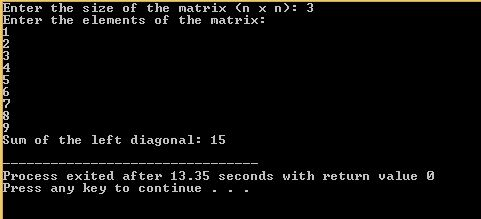 Enter the size of the matrix (n x n): 3
Enter the elements of the matrix:
1
2
3
4
5
6
7
8
9
Sum of the left diagonal: 15
--------------------------------
Process exited after 13.35 seconds with return value 0
Press any key to continue . . .